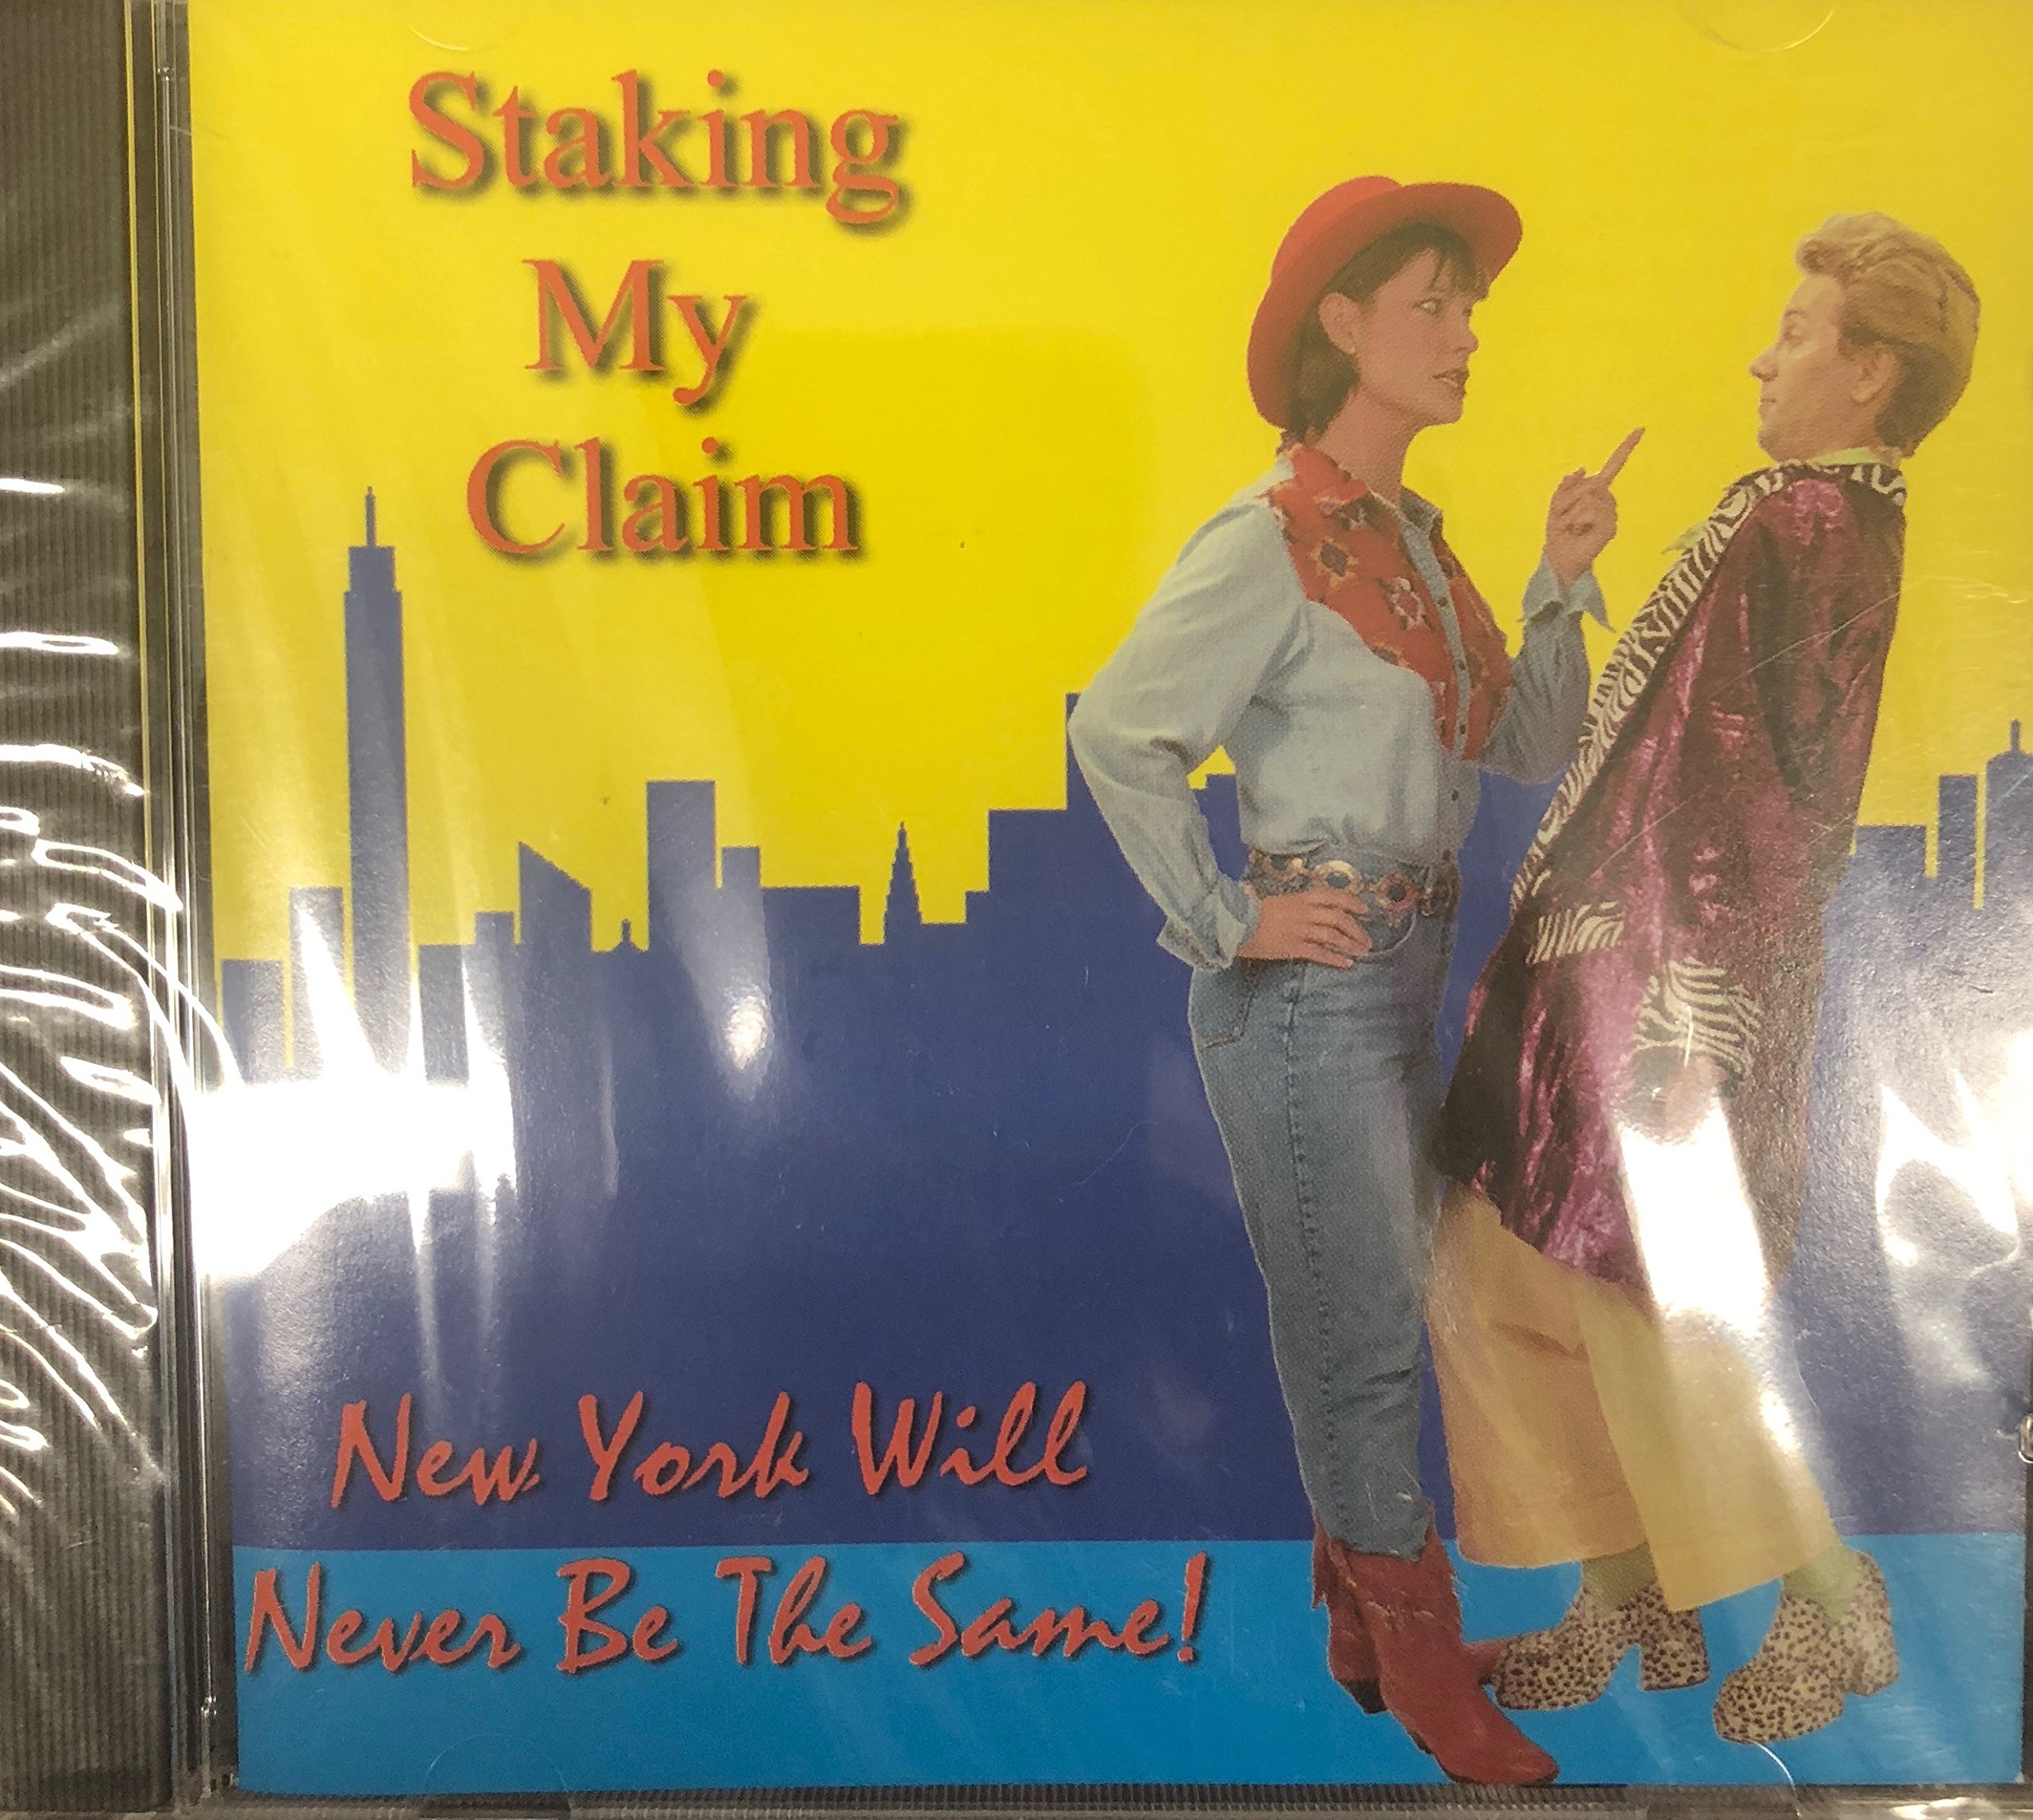 Staking
My
Claim
New York Will
Never Be The Same!